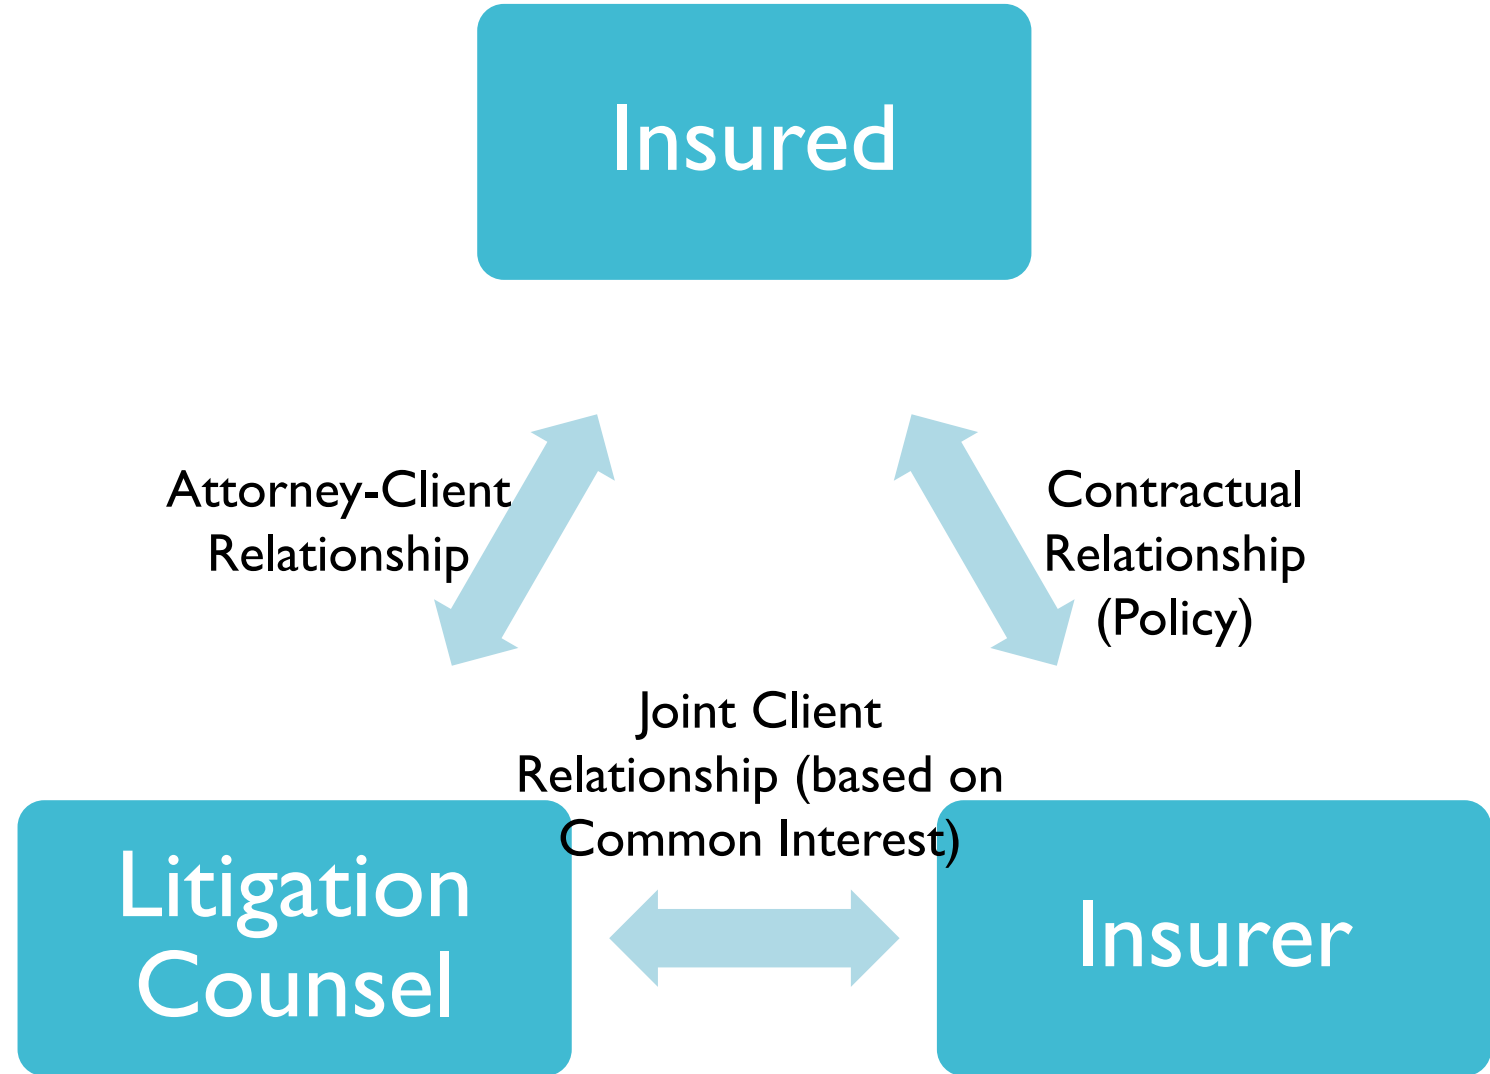 Insured
Attorney-Client
Relationship
Contractual
Relationship
(Policy)
Joint Client
Relationship (based on
Common Interest)
Litigation
Counsel
Insurer